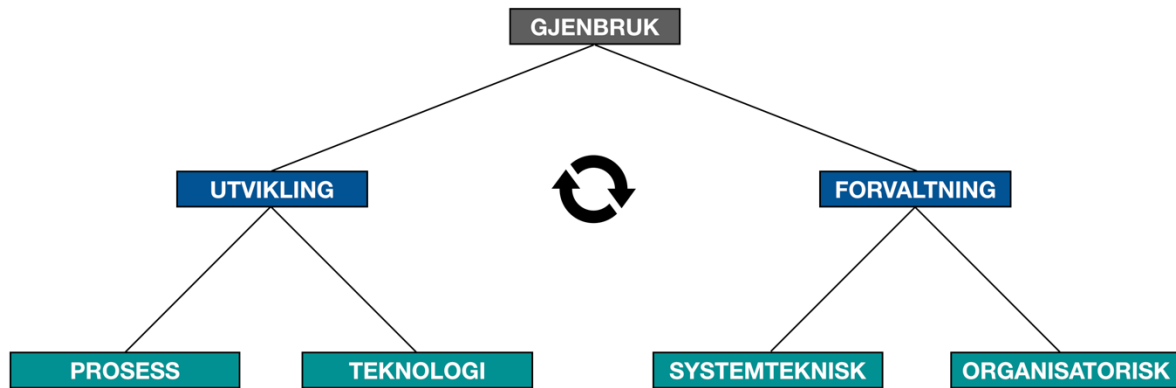 GJENBRUK
UTVIKLING
FORVALTNING
PROSESS
TEKNOLOGI
SYSTEMTEKNISK
ORGANISATORISK